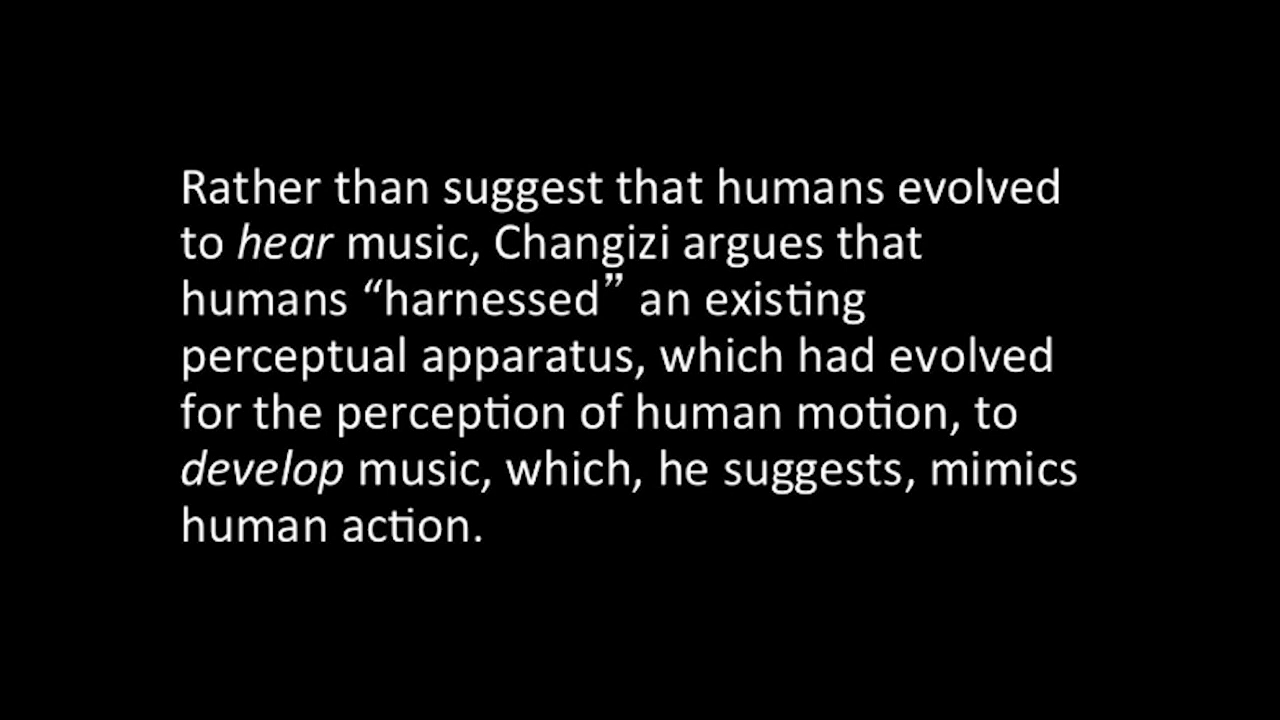 Rather than suggest that humans evolved
to hear music, Changizi argues that
humans “harnessed” an existing
perceptual apparatus, which had evolved
for the perception of human motion, to
develop music, which, he suggests, mimics
human action.